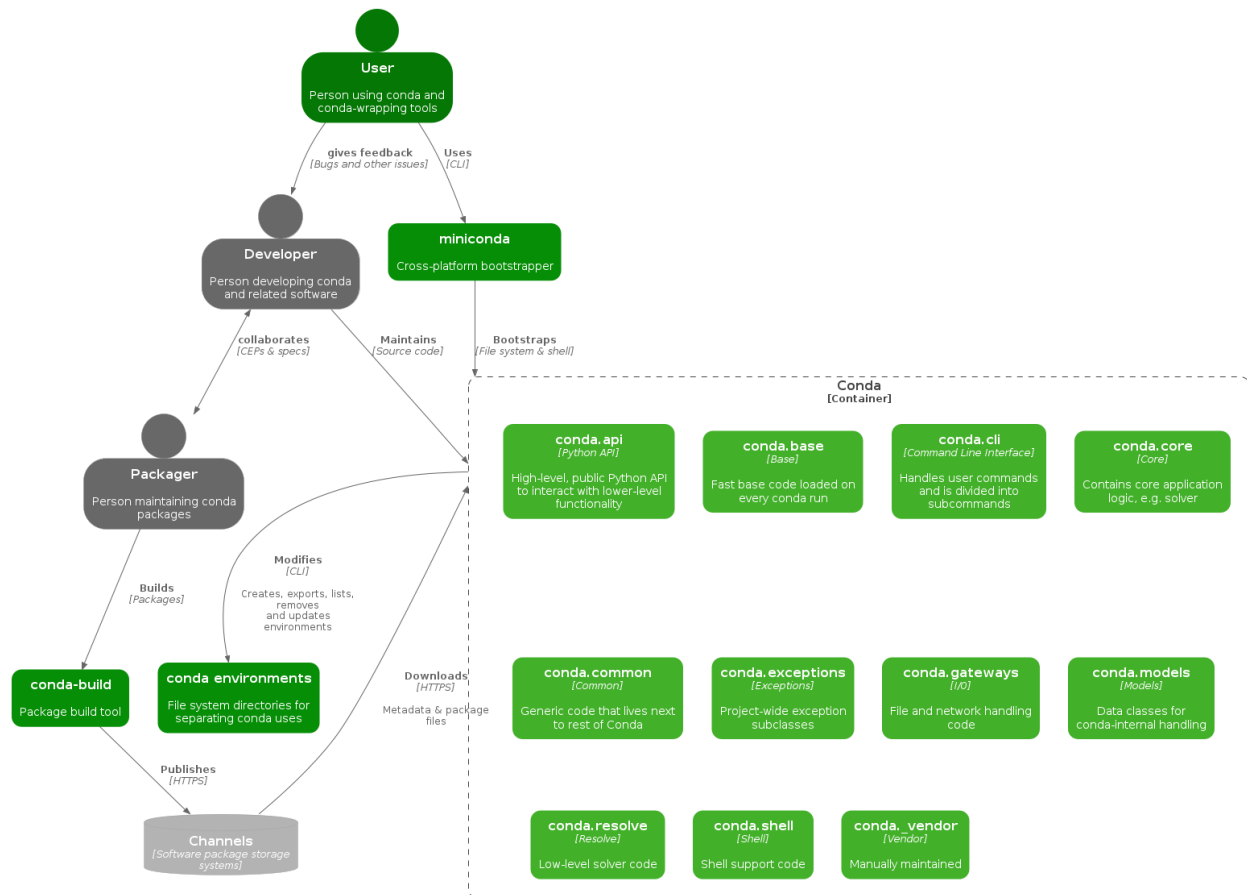 User
Person using conda and
conda-wrapping tools
gives feedback
[Bugs and other issues]
Uses
[CLI]
Developer
Person developing conda
and related software
miniconda
Cross-platform bootstrapper
collaborates
[CEPs & specs]
Maintains
[Source code]
Bootstraps
[File system & shell]
Packager
Person maintaining conda
packages
Conda
[Container]
conda.api
[Python API]
High-level, public Python API
to interact with lower-level
functionality
conda.base
[Base]
Fast base code loaded on
every conda run
conda.cli
[Command Line Interface]
Handles user commands
and is divided into
subcommands
conda.core
[Core]
Contains core application
logic, e.g. solver
Builds
[Packages]
Modifies
[CLI]
Creates, exports, lists,
removes
and updates
environments
conda-build
Package build tool
conda environments
File system directories for
separating conda uses
Downloads
[HTTPS]
Metadata & package
files
conda.common
[Common]
Generic code that lives next
to rest of Conda
conda.exceptions
[Exceptions]
Project-wide exception
subclasses
conda.gateways
[I/O]
File and network handling
code
conda.models
[Models]
Data classes for
conda-internal handling
Publishes
[HTTPS]
Channels
[Software package storage
systems]
conda.resolve
[Resolve]
Low-level solver code
conda.shell
[Shell]
Shell support code
conda._vendor
[Vendor]
Manually maintained